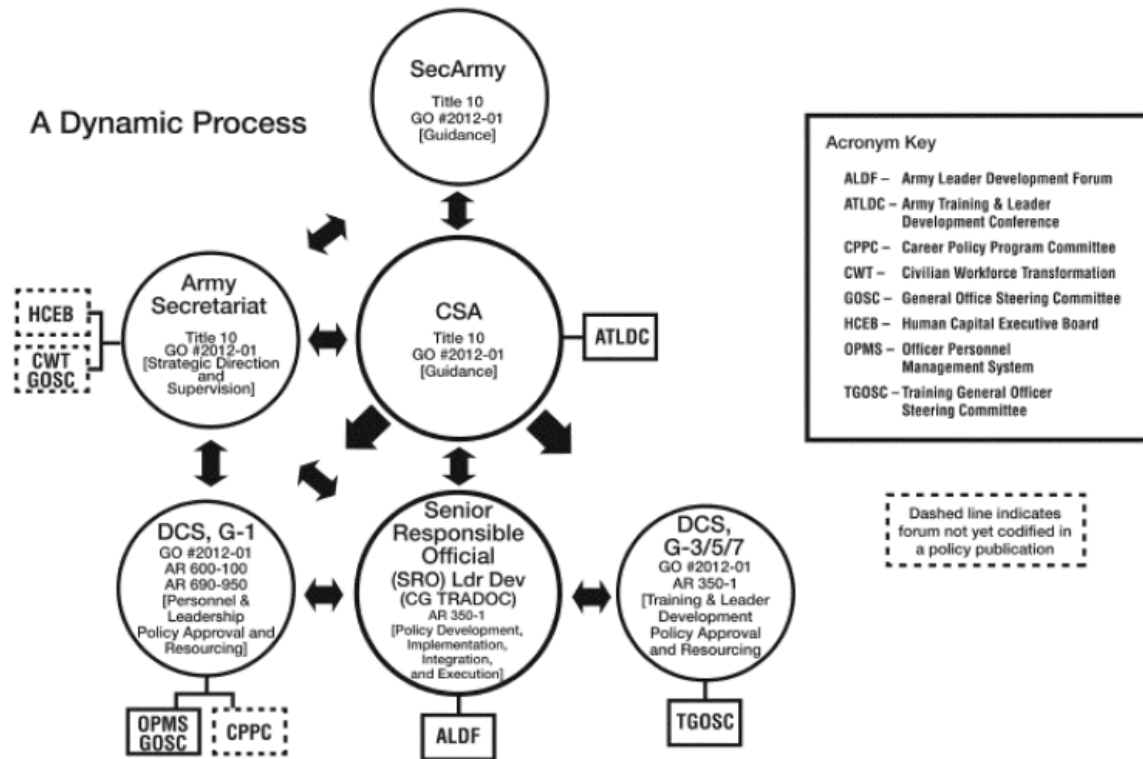 A Dynamic Process
SecArmy
Title 10
GO #2012-01
[Guidance]
Army
Secretariat
Title 10
GO #2012-01
[Strategic Direction
and
Supervision]
HCEB
CWT
GOSC
CSA
Title 10
GO #2012-01
[Guidance]
ATLDC
DCS, G-1
GO #2012-01
AR 600-100
AR 690-950
[Personnel &
Leadership
Policy Approval and
Resourcing]
OPMS
GOSC
CPPC
Senior
Responsible
Official
(SRO) Ldr Dev
(CG TRADOC)
AR 350-1
[Policy Development,
Implementation,
Integration,
and Execution]
ALDF
DCS,
G-3/5/7
GO #2012-01
AR 350-1
[Training & Leader
Development
Policy Approval
and Resourcing
TGOSC
Acronym Key
ALDF – Army Leader Development Forum
ATLDC – Army Training & Leader
Development Conference
CPPC – Career Policy Program Committee
CWT – Civilian Workforce Transformation
GOSC – General Office Steering Committee
HCEB – Human Capital Executive Board
OPMS – Officer Personnel
Management System
TGOSC – Training General Officer
Steering Committee
Dashed line indicates
forum not yet codified in
a policy publication